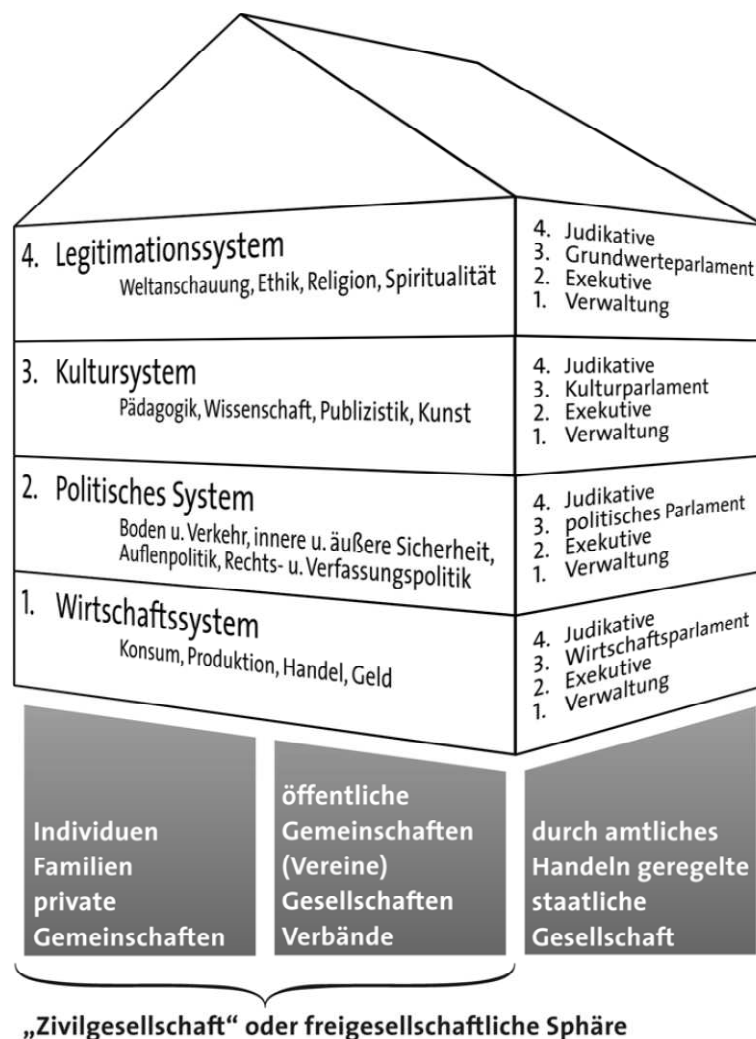 4. Legitimationssystem
Weltanschauung, Ethik, Religion, Spiritualität
4. Judikative
3. Grundwerteparlament
2. Exekutive
1. Verwaltung
3. Kultursystem
Pädagogik, Wissenschaft, Publizistik, Kunst
4. Judikative
3. Kulturparlament
2. Exekutive
1. Verwaltung
2. Politisches System
Boden u. Verkehr, innere u. äußere Sicherheit,
Auflenpolitik, Rechts- u. Verfassungspolitik
4. Judikative
3. politisches Parlament
2. Exekutive
1. Verwaltung
1. Wirtschaftssystem
Konsum, Produktion, Handel, Geld
4. Judikative
3. Wirtschaftsparlament
2. Exekutive
1. Verwaltung
Individuen
Familien
private
Gemeinschaften
öffentliche
Gemeinschaften
(Vereine)
Gesellschaften
Verbände
durch amtliches
Handeln geregelte
staatliche
Gesellschaft
„Zivilgesellschaft“ oder freigesellschaftliche Sphäre